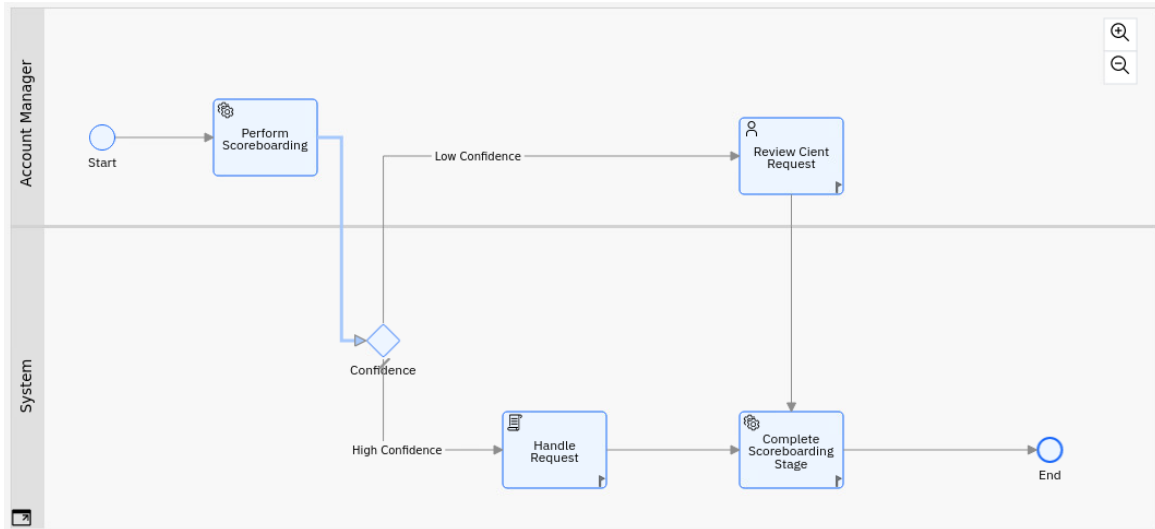 Account Manager
Start
Perform
Scoreboarding
Low Confidence
Review Cient
Request
System
Confidence
High Confidence
Handle
Request
Complete
Scoreboarding
Stage
End